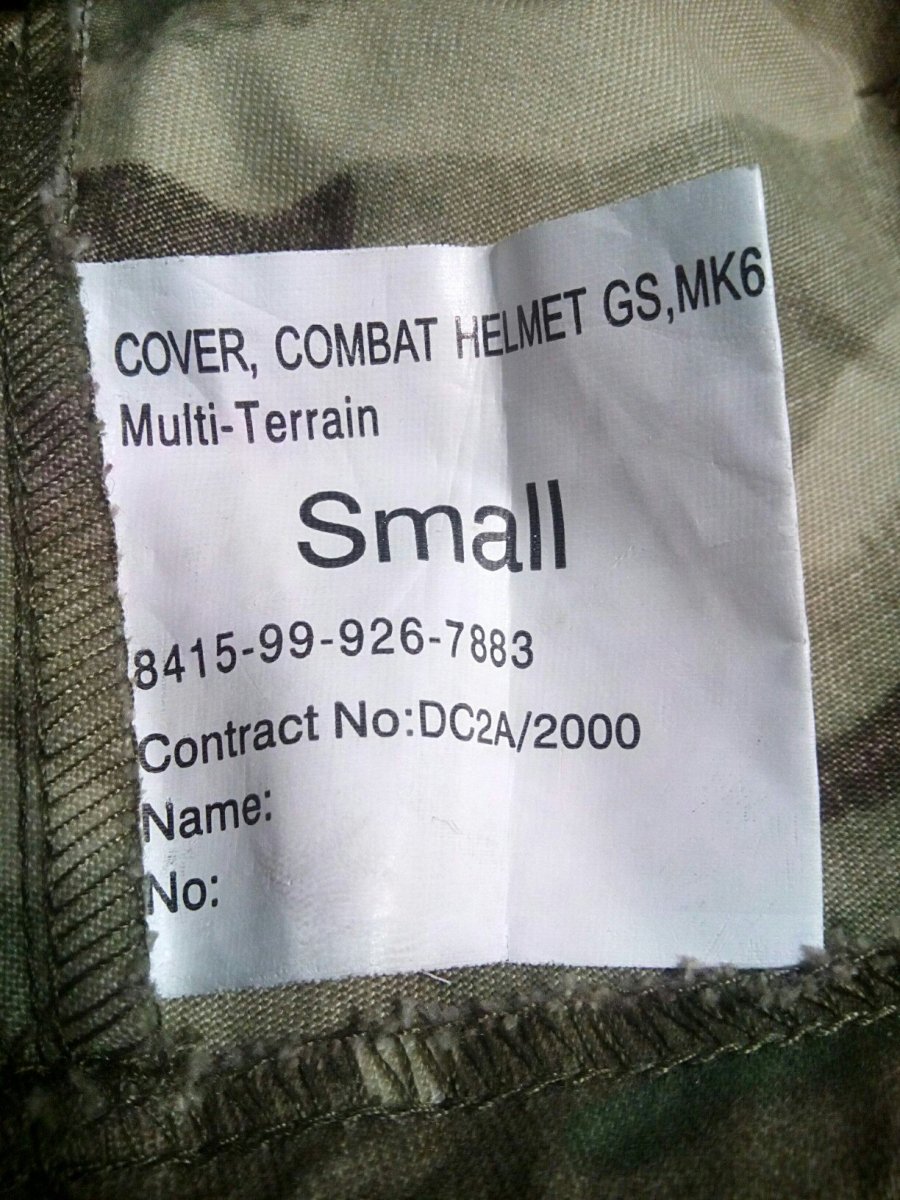 COVER, COMBAT HELMET GS,MK6
Multi-Terrain
Small
8415-99-926-7883
Contract No:DC2A/2000
Name:
No: